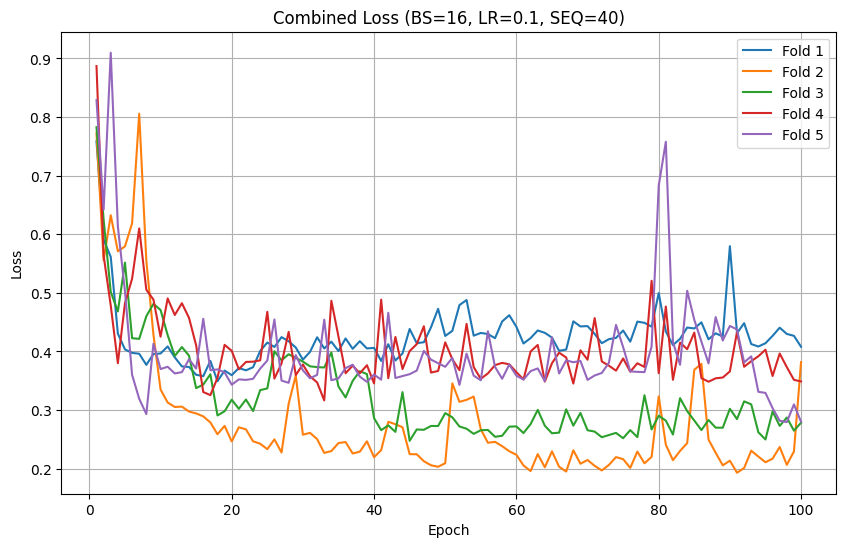 Combined Loss (BS=16, LR=0.1, SEQ=40)
Fold 1
Fold 2
Fold 3
Fold 4
Fold 5
Loss
0.9
0.8
0.7
0.6
0.5
0.4
0.3
0.2
0
20
40
60
80
100
Epoch